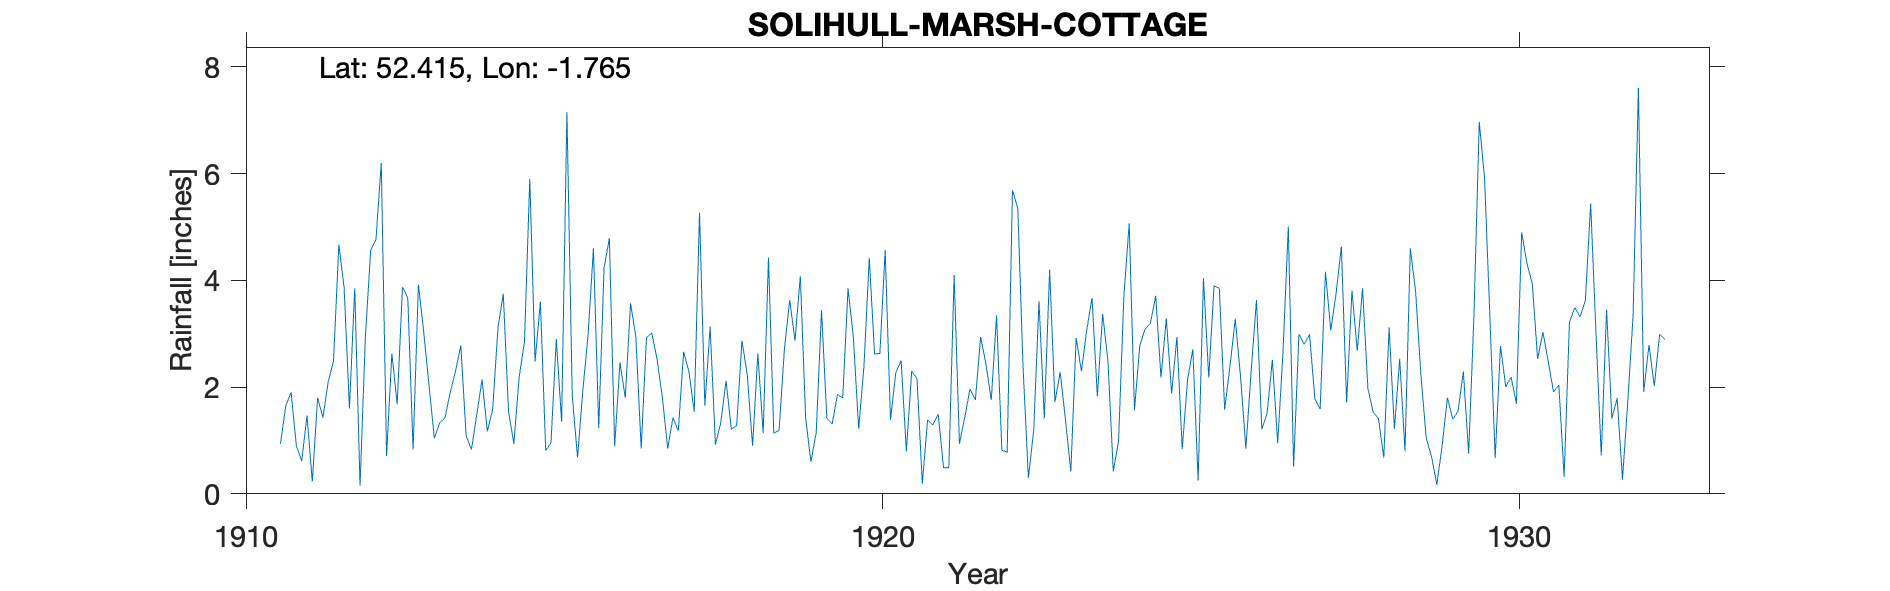 SOLIHULL-MARSH-COTTAGE
Lat: 52.415, Lon: -1.765
8
6
4
2
0
Rainfall [inches]
1910 1920 1930
Year